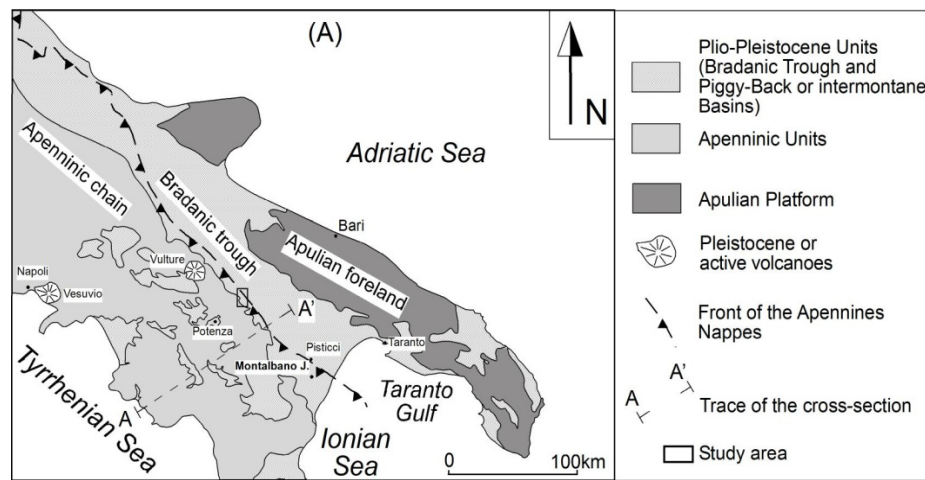 (A)
N
Adriatic Sea
Apenninic chain
Bradanic trough
Bari
Apulian foreland
Vulture
Napoli
Vesuvio
A'
Potenza
Taranto
Pisticci
Montalbano J.
Taranto
Gulf
A
Tyrrhenian Sea
Ionian
Sea
0
100km
Plio-Pleistocene Units
(Bradanic Trough and
Piggy-Back or intermontane
Basins)
Apenninic Units
Apulian Platform
Pleistocene or
active volcanoes
Front of the Apennines
Nappes
A'
A
Trace of the cross-section
Study area